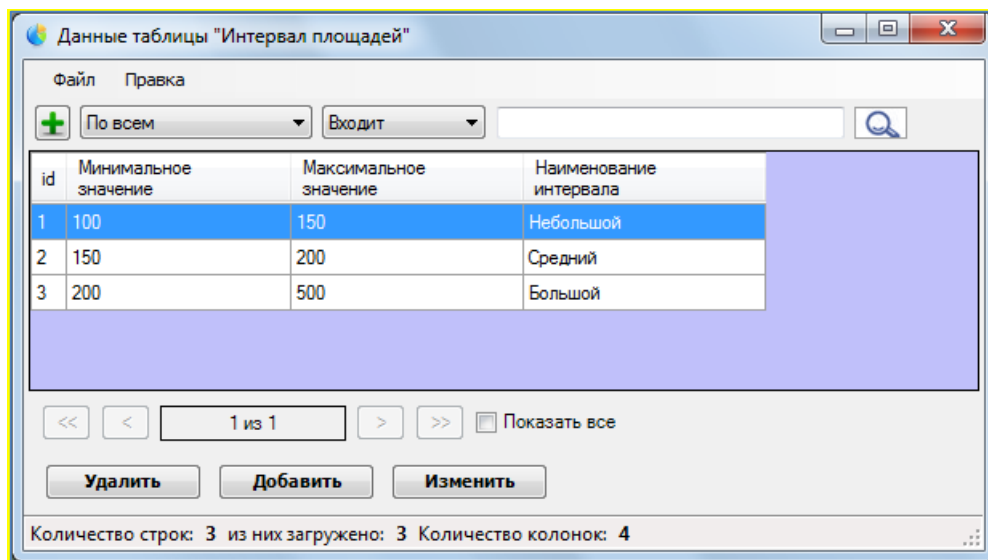 Данные таблицы "Интервал площадей"
Файл Правка
По всем Входит
id Минимальное значение Максимальное значение Наименование интервала
1 100 150 Небольшой
2 150 200 Средний
3 200 500 Большой
<< < 1 из 1 > >> Показать все
Удалить Добавить Изменить
Количество строк: 3 из них загружено: 3 Количество колонок: 4